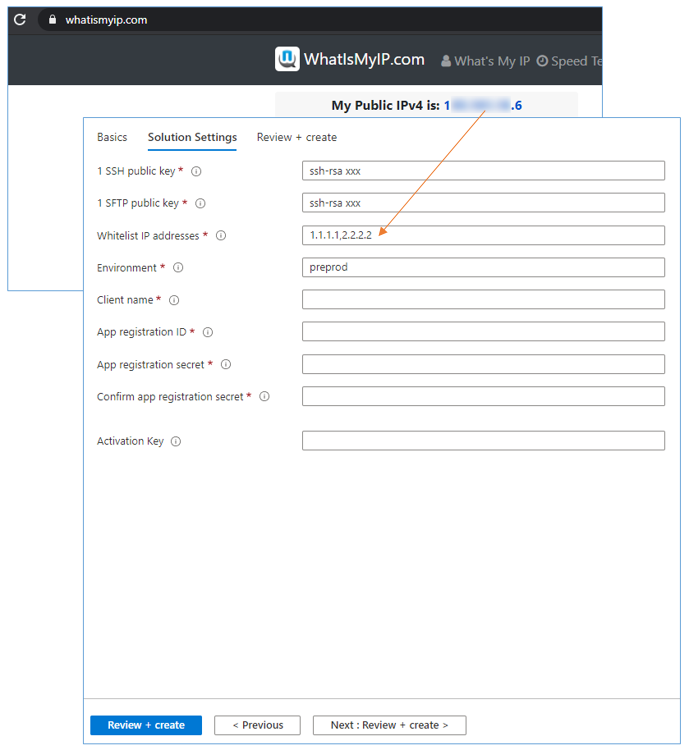 whatismyip.com
WhatIsMyIP.com What's My IP Speed Te
My Public IPv4 is: 1 .6
Basics Solution Settings Review + create
1 SSH public key * ssh-rsa xxx
1 SFTP public key * ssh-rsa xxx
Whitelist IP addresses * 1.1.1.1,2.2.2.2
Environment * preprod
Client name *
App registration ID *
App registration secret *
Confirm app registration secret *
Activation Key
Review + create < Previous Next : Review + create >